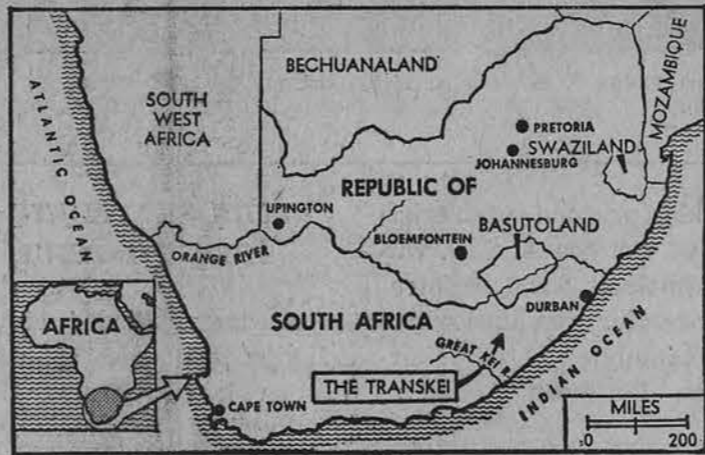 ATLANTIC OCEAN
SOUTH
WEST
AFRICA
BECHUANALAND
MOZAMBIQUE
PRETORIA
SWAZILAND
JOHANNESBURG
REPUBLIC OF
UPINGTON
BASUTOLAND
BLOEMFONTEIN
ORANGE RIVER
DURBAN
AFRICA
SOUTH AFRICA
GREAT KEI R.
INDIAN OCEAN
THE TRANSKEI
CAPE TOWN
MILES
0 200